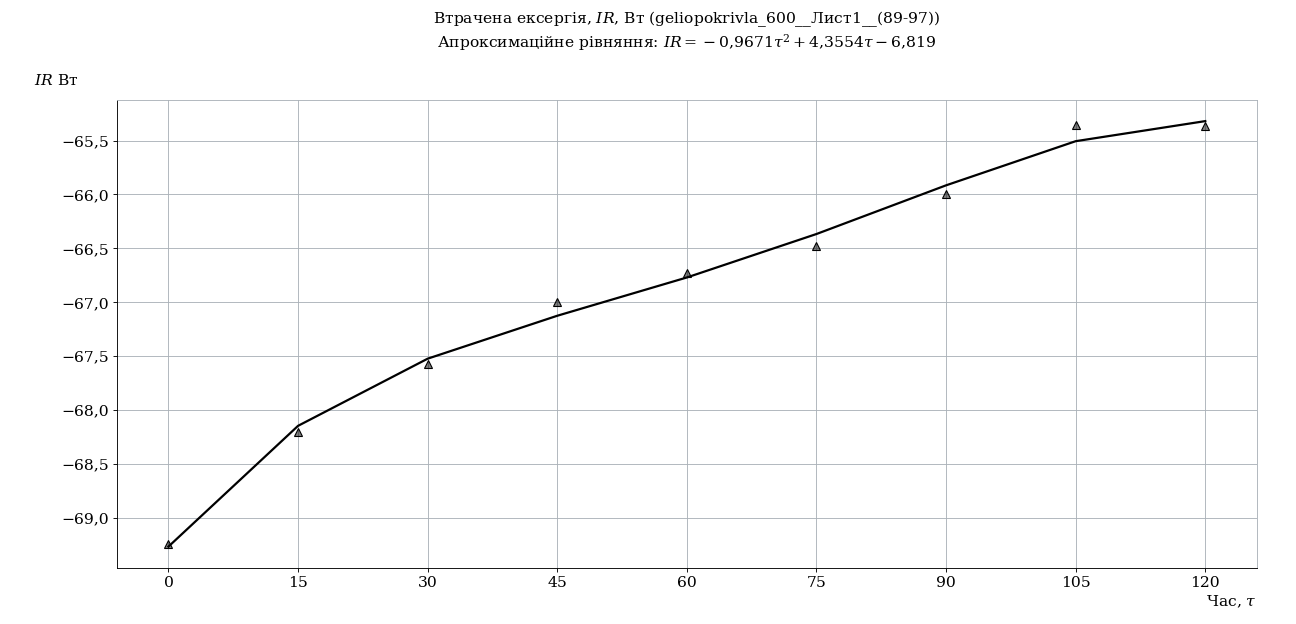 Втрачена ексергія, IR, Вт (geliopokrivla_600__Лист1__(89-97))
Апроксимаційне рівняння: IR = −0,9671τ² + 4,3554τ − 6,819
IR Вт
−65,5
−66,0
−66,5
−67,0
−67,5
−68,0
−68,5
−69,0
0 15 30 45 60 75 90 105 120
Час, τ